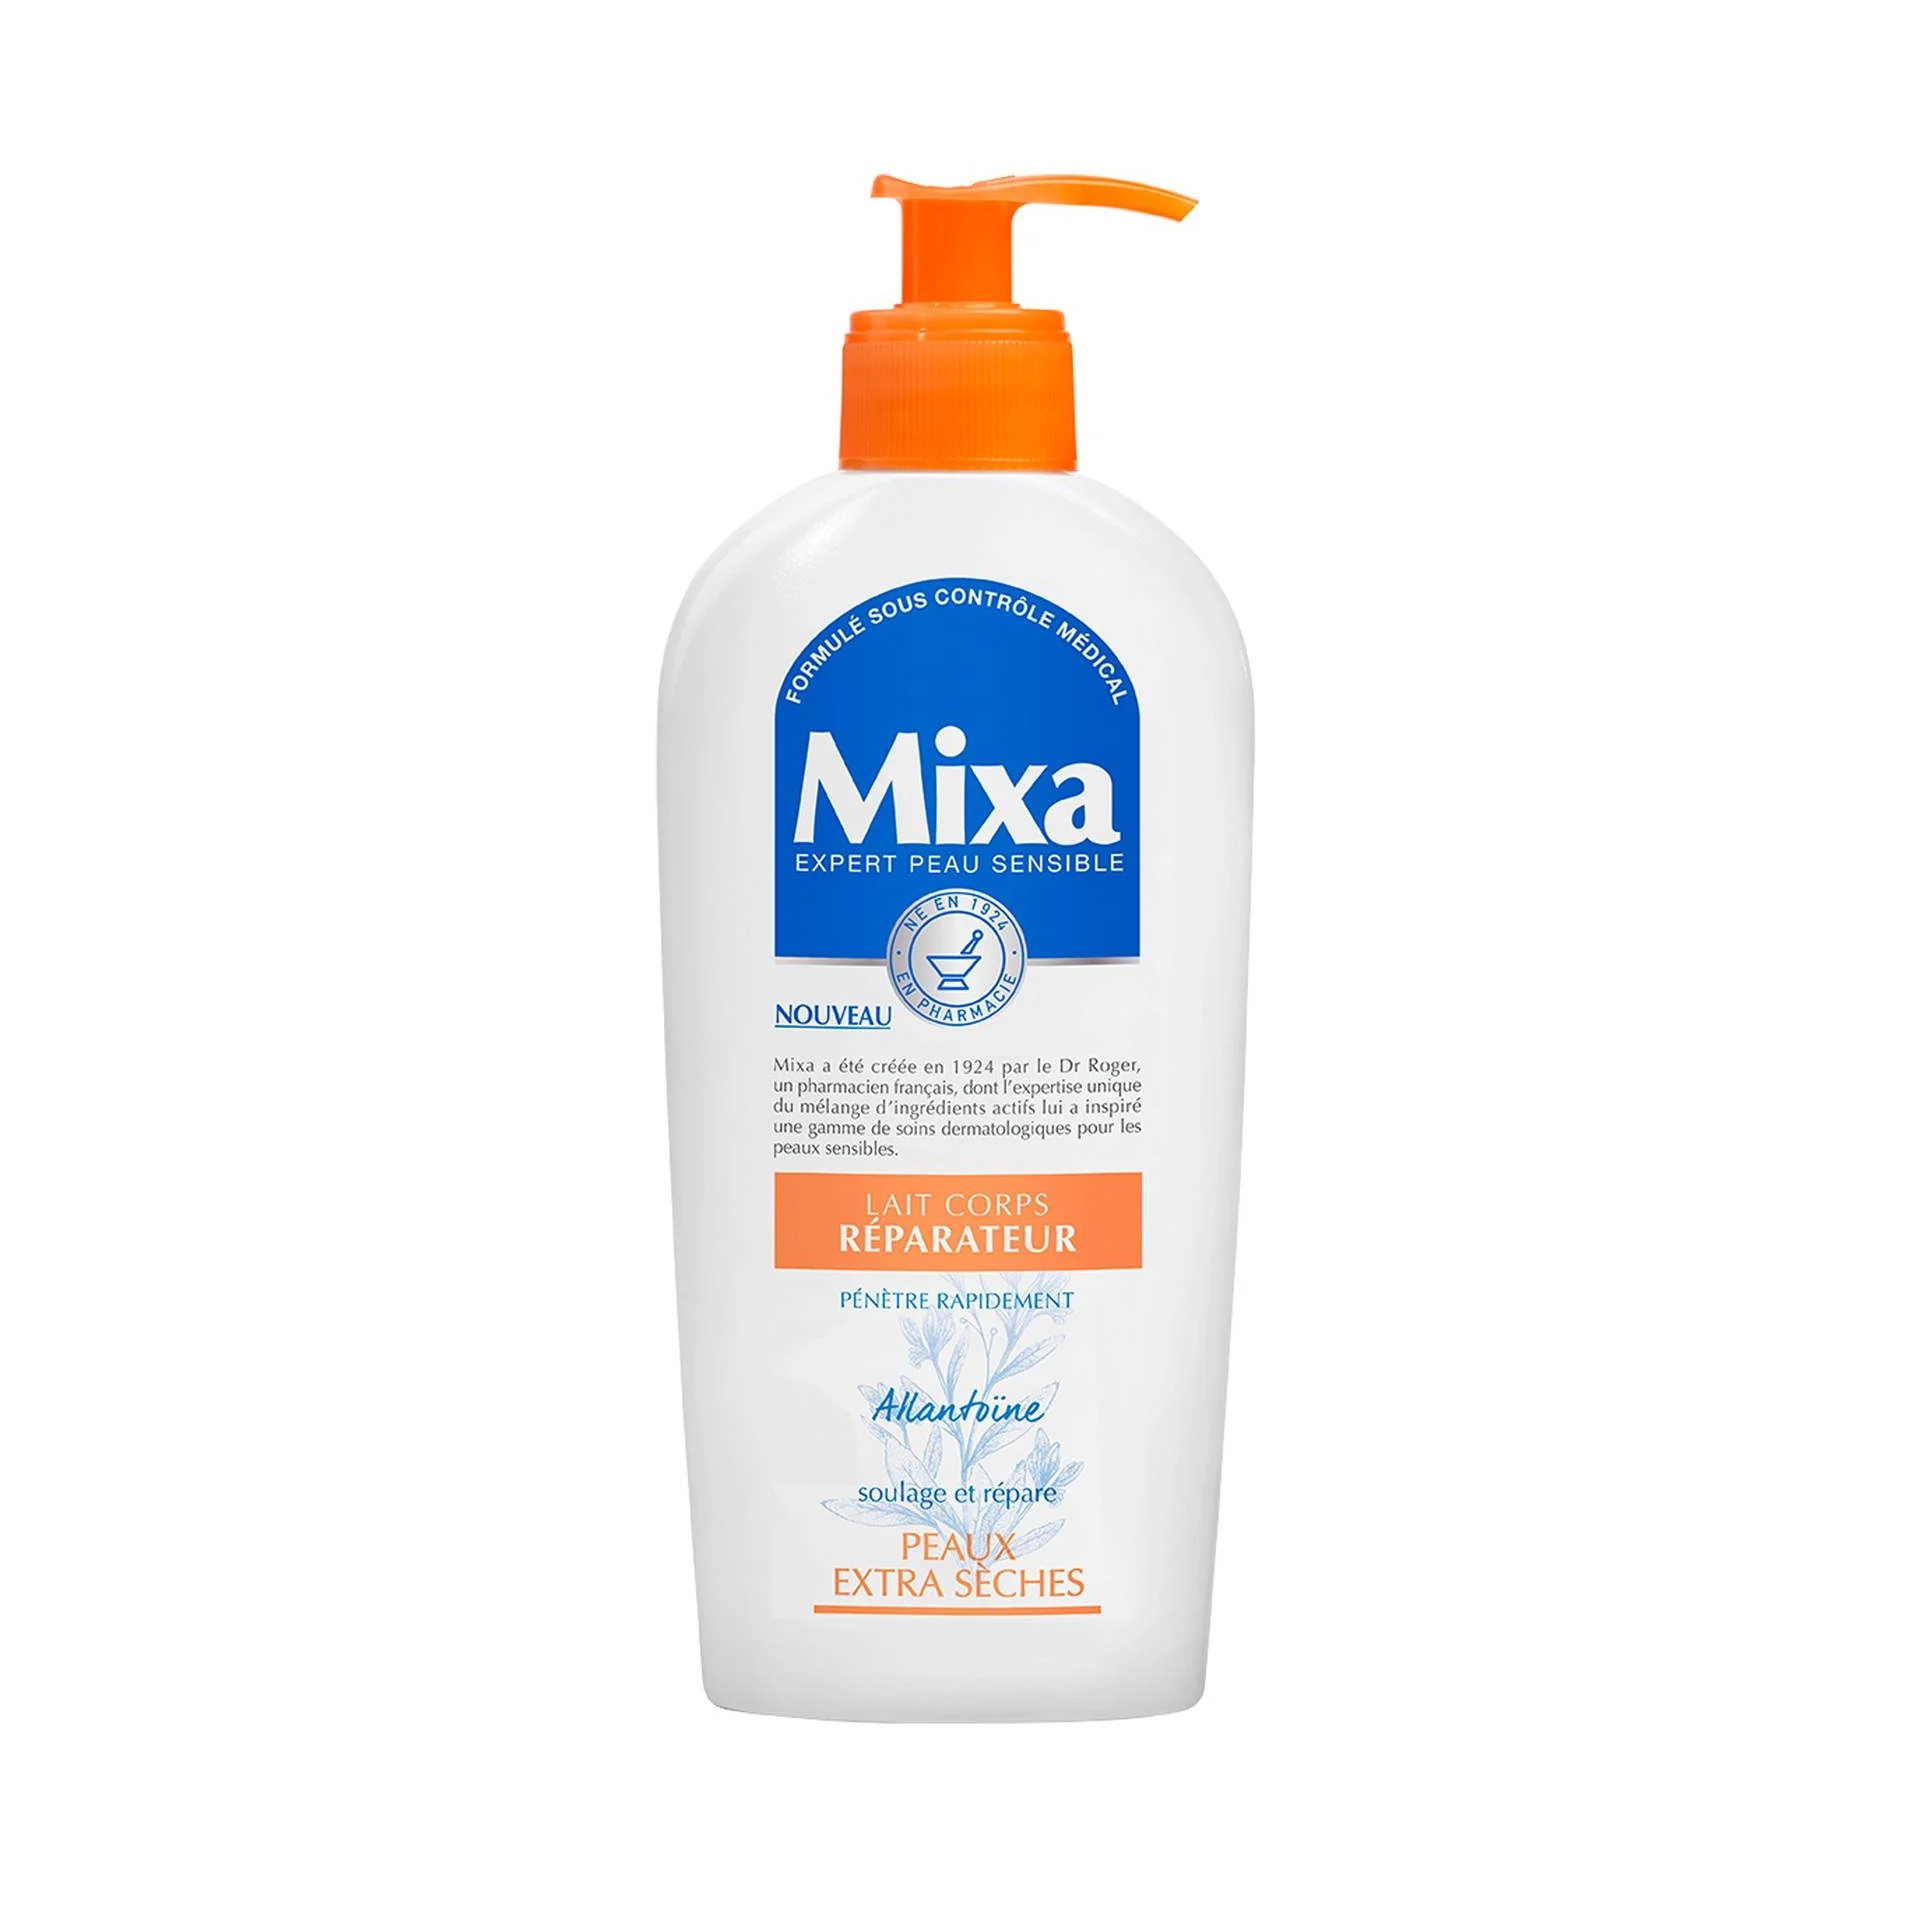 FORMULÉ SOUS CONTRÔLE MÉDICAL
Mixa
EXPERT PEAU SENSIBLE
NÉ EN 1924
EN PHARMACIE
NOUVEAU
Mixa a été créée en 1924 par le Dr Roger,
un pharmacien français, dont l'expertise unique
du mélange d'ingrédients actifs lui a inspiré
une gamme de soins dermatologiques pour les
peaux sensibles.
LAIT CORPS
RÉPARATEUR
PÉNÈTRE RAPIDEMENT
Allantoïne
soulage et répare
PEAUX
EXTRA SÈCHES